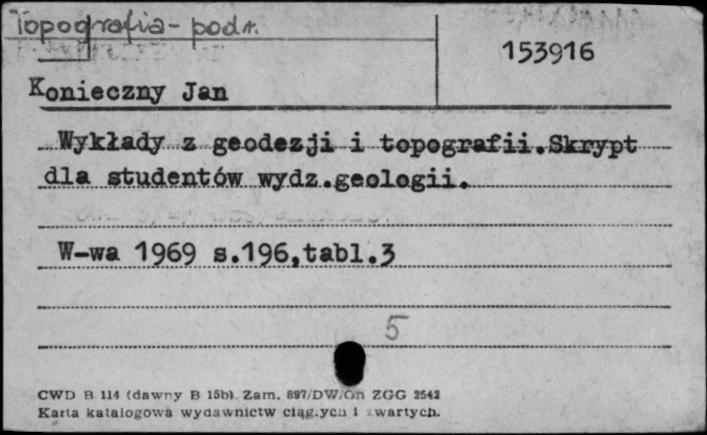 Topografia - podr.
153916
Konieczny Jan
Wykłady z geodezji i topografii.Skrypt
dla studentów wydz.geologii.
W-wa 1969 s.196,tabl.3
5
CWD B 114 (dawny B 15b) Zam. 897/DW/Gn ZGG 2542
Karta katalogowa wydawnictw ciągłych i zwartych.